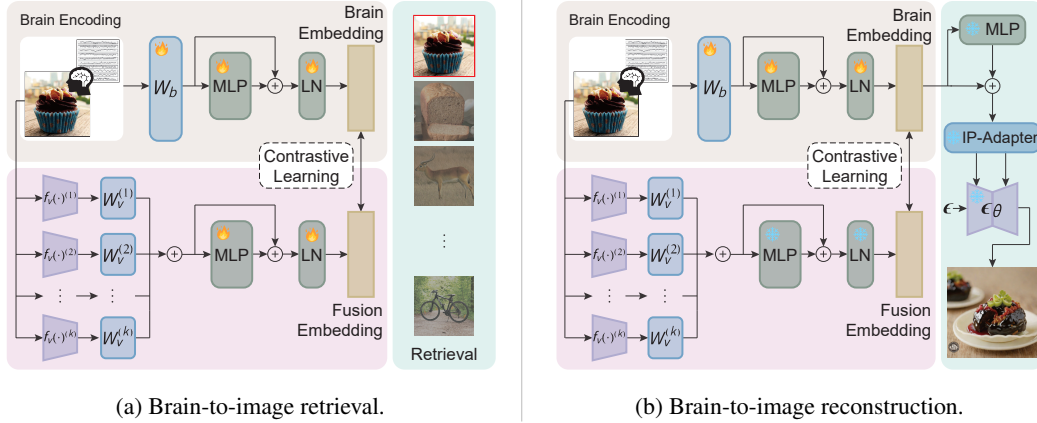 Brain Encoding
Brain
Embedding
W_b
MLP
+
LN
Contrastive
Learning
f_v(·)^(1)
W_v^(1)
f_v(·)^(2)
W_v^(2)
+
MLP
+
LN
⋮ ⋮
f_v(·)^(k)
W_v^(k)
Fusion
Embedding
⋮
Retrieval
(a) Brain-to-image retrieval.
Brain Encoding
Brain
Embedding
W_b
MLP
+
LN
MLP
+
IP-Adapter
Contrastive
Learning
f_v(·)^(1)
W_v^(1)
f_v(·)^(2)
W_v^(2)
+
MLP
+
LN
⋮ ⋮
f_v(·)^(k)
W_v^(k)
Fusion
Embedding
ϵ
ϵ_θ
(b) Brain-to-image reconstruction.